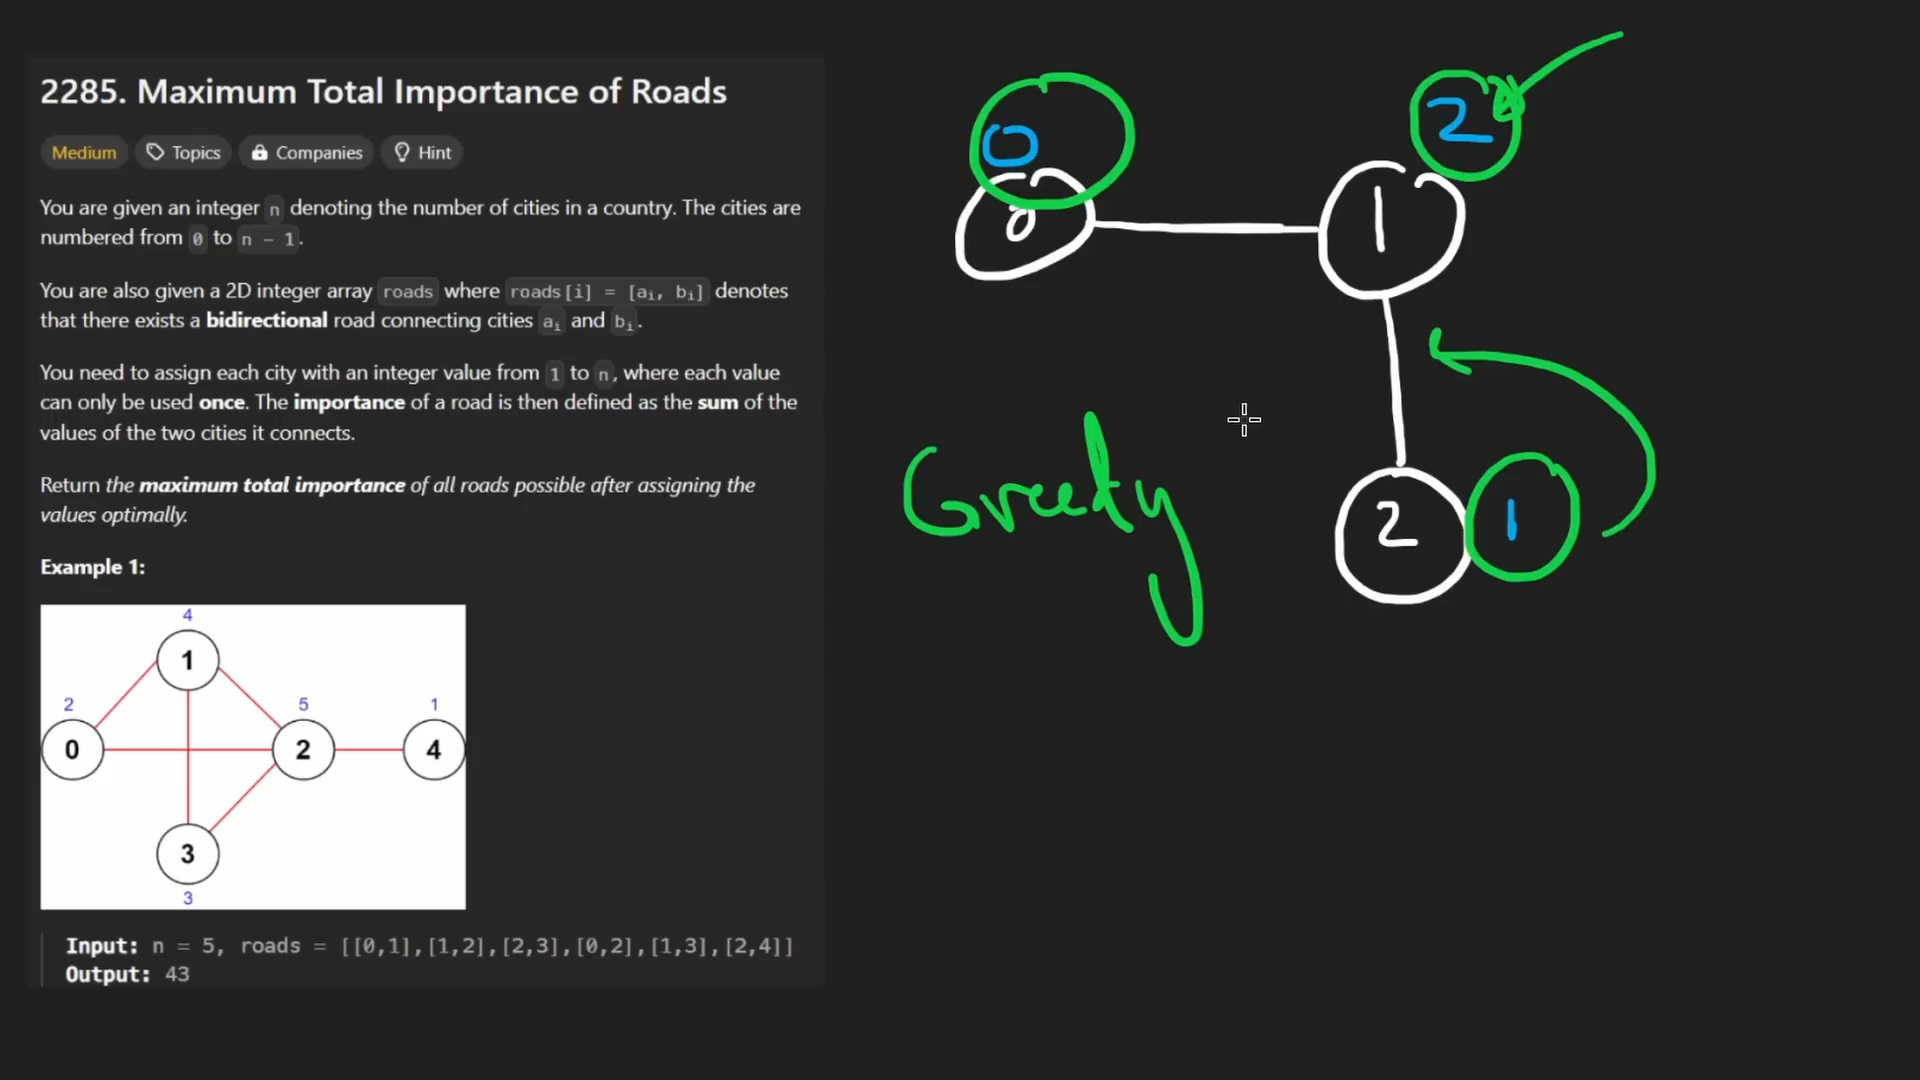 2285. Maximum Total Importance of Roads
Medium Topics Companies Hint
You are given an integer n denoting the number of cities in a country. The cities are
numbered from 0 to n - 1.
You are also given a 2D integer array roads where roads[i] = [aᵢ, bᵢ] denotes
that there exists a bidirectional road connecting cities aᵢ and bᵢ.
You need to assign each city with an integer value from 1 to n, where each value
can only be used once. The importance of a road is then defined as the sum of the
values of the two cities it connects.
Return the maximum total importance of all roads possible after assigning the
values optimally.
Example 1:
4
1
2 5 1
0 2 4
3
3
Input: n = 5, roads = [[0,1],[1,2],[2,3],[0,2],[1,3],[2,4]]
Output: 43
0 2
0 1
Greedy
2 1